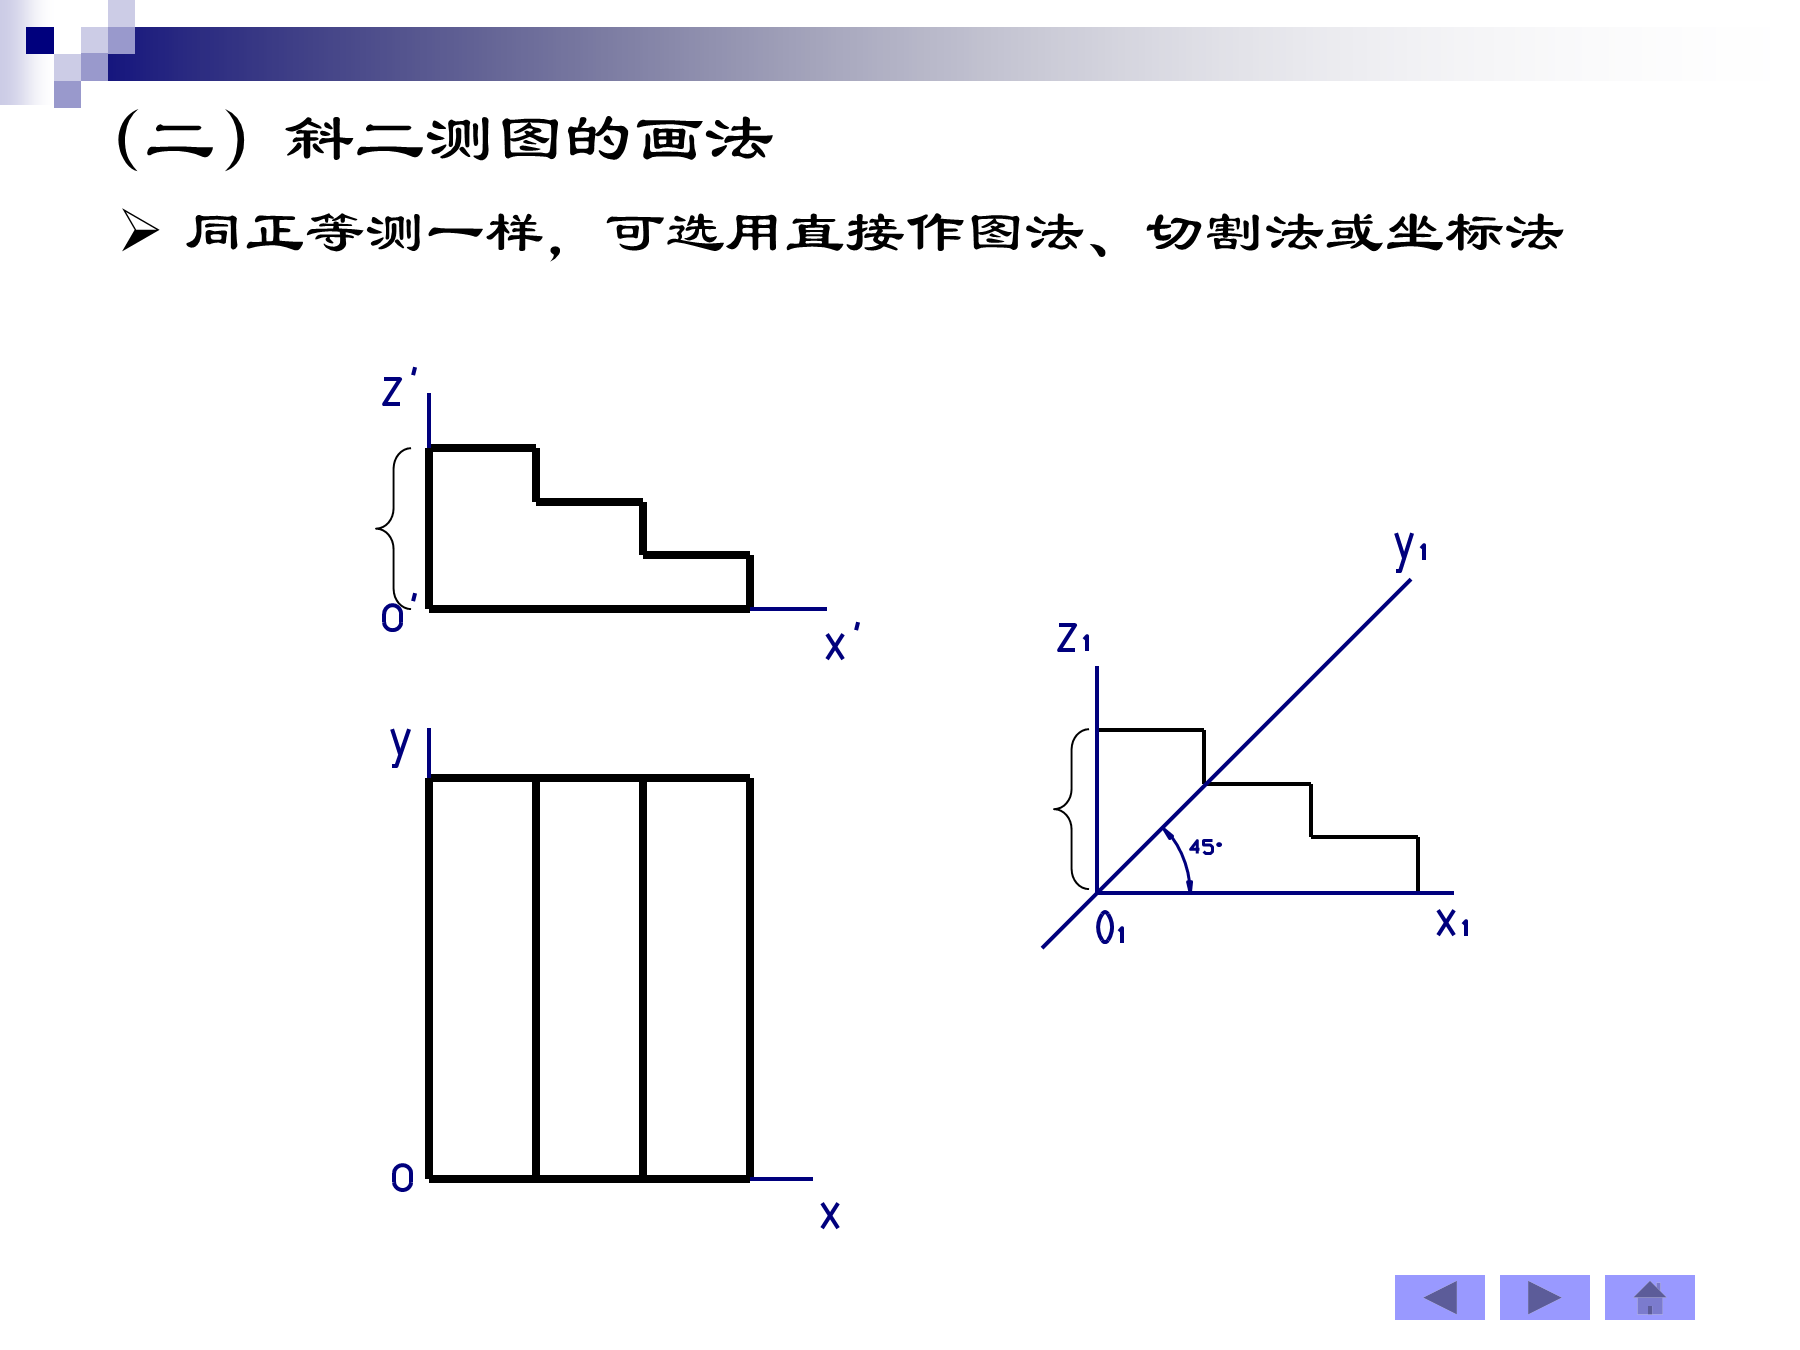 （二）斜二测图的画法
同正等测一样，可选用直接作图法、切割法或坐标法
z'
o'
x'
y
o
x
y1
z1
45°
O1
x1